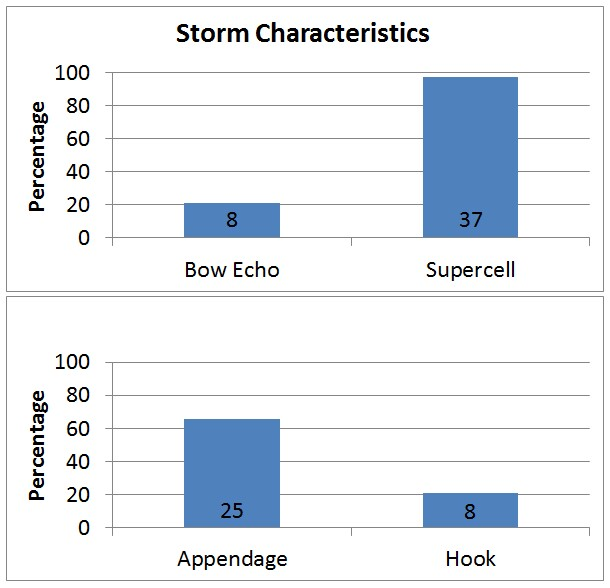 Storm Characteristics
Percentage
100
80
60
40
20
0
8
37
Bow Echo
Supercell
Percentage
100
80
60
40
20
0
25
8
Appendage
Hook